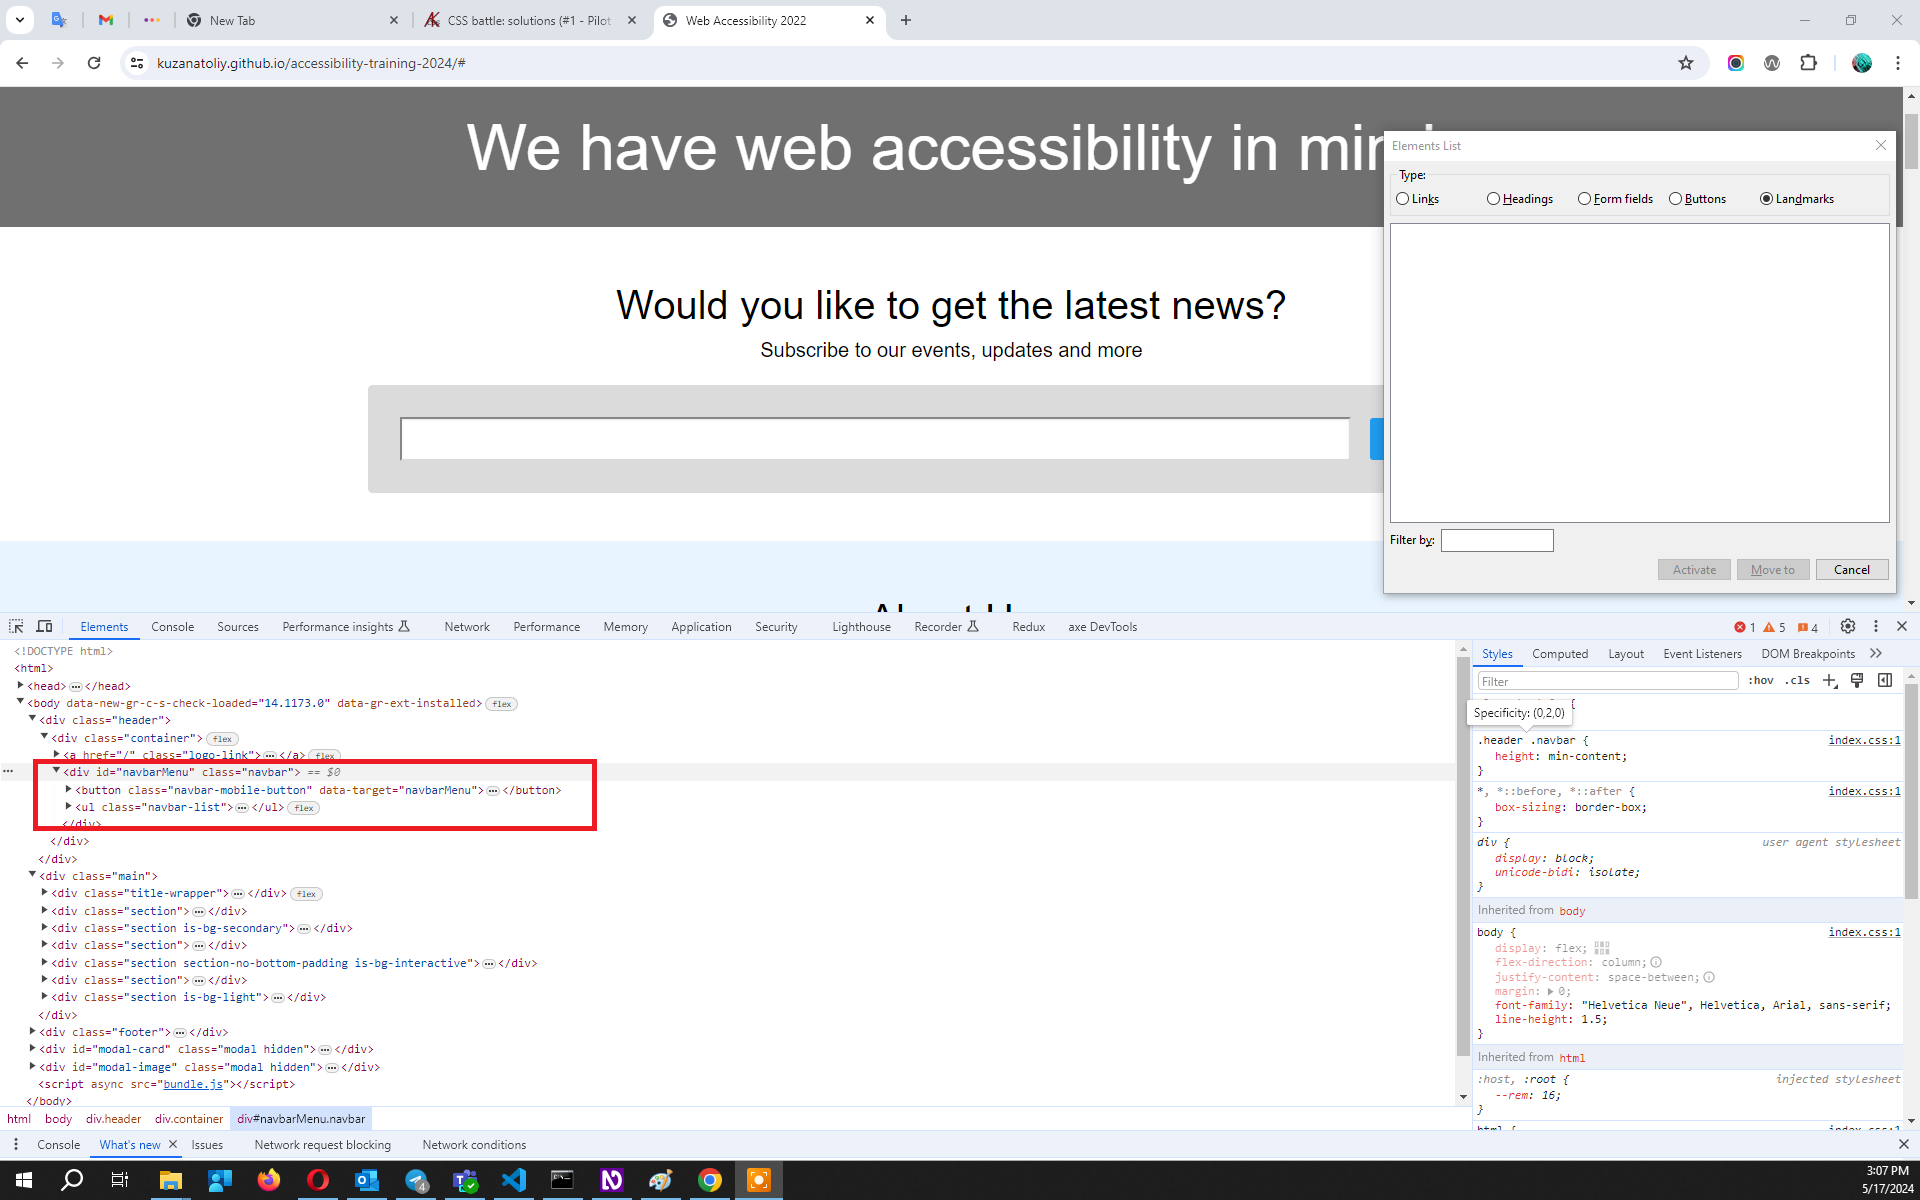 New Tab
CSS battle: solutions (#1 - Pilot
Web Accessibility 2022
kuzanatoliy.github.io/accessibility-training-2024/#
We have web accessibility in min
Would you like to get the latest news?
Subscribe to our events, updates and more
Elements List
Type:
Links
Headings
Form fields
Buttons
Landmarks
Filter by:
Activate
Move to
Cancel
Elements
Console
Sources
Performance insights
Network
Performance
Memory
Application
Security
Lighthouse
Recorder
Redux
axe DevTools
1
5
4
<!DOCTYPE html>
<html>
<head>…</head>
<body data-new-gr-c-s-check-loaded="14.1173.0" data-gr-ext-installed> flex
<div class="header">
<div class="container"> flex
<a href="/" class="logo-link">…</a> flex
… <div id="navbarMenu" class="navbar"> == $0
<button class="navbar-mobile-button" data-target="navbarMenu">…</button>
<ul class="navbar-list">…</ul> flex
</div>
</div>
</div>
<div class="main">
<div class="title-wrapper">…</div> flex
<div class="section">…</div>
<div class="section is-bg-secondary">…</div>
<div class="section">…</div>
<div class="section section-no-bottom-padding is-bg-interactive">…</div>
<div class="section">…</div>
<div class="section is-bg-light">…</div>
</div>
<div class="footer">…</div>
<div id="modal-card" class="modal hidden">…</div>
<div id="modal-image" class="modal hidden">…</div>
<script async src="bundle.js"></script>
</body>
html body div.header div.container div#navbarMenu.navbar
Styles
Computed
Layout
Event Listeners
DOM Breakpoints
Filter
:hov .cls
{
Specificity: (0,2,0)
.header .navbar {
index.css:1
height: min-content;
}
*, *::before, *::after {
index.css:1
box-sizing: border-box;
}
div {
user agent stylesheet
display: block;
unicode-bidi: isolate;
}
Inherited from body
body {
index.css:1
display: flex;
flex-direction: column;
justify-content: space-between;
margin: 0;
font-family: "Helvetica Neue", Helvetica, Arial, sans-serif;
line-height: 1.5;
}
Inherited from html
:host, :root {
injected stylesheet
--rem: 16;
}
html {
index.css:1
Console
What's new
Issues
Network request blocking
Network conditions
4
3:07 PM
5/17/2024